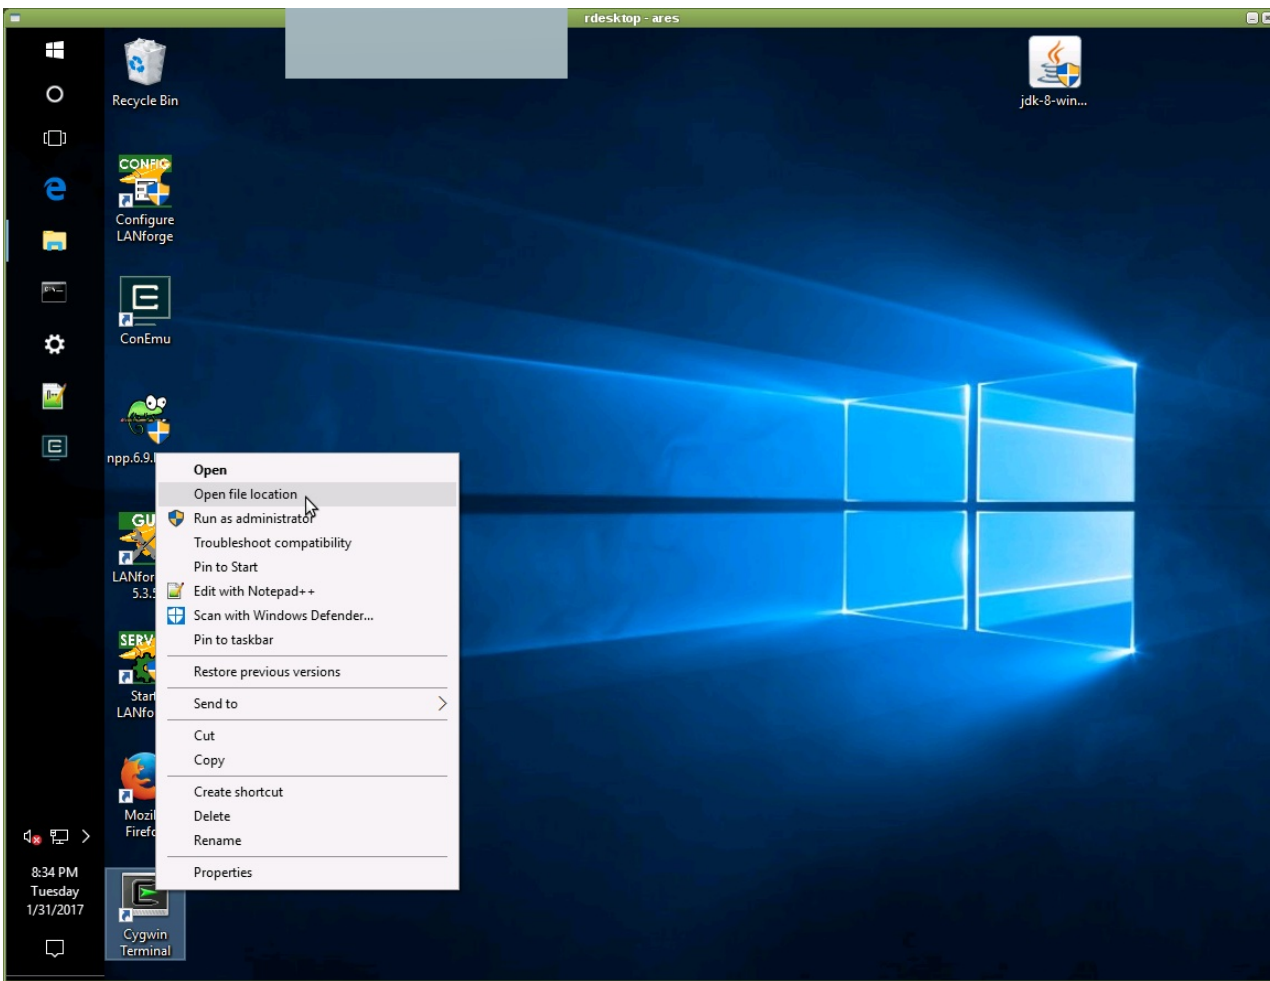 rdesktop - ares
Recycle Bin
jdk-8-win...
CONFIG
Configure
LANforge
ConEmu
npp.6.9.
Open
Open file location
Run as administrator
Troubleshoot compatibility
Pin to Start
Edit with Notepad++
Scan with Windows Defender...
Pin to taskbar
Restore previous versions
Send to
Cut
Copy
Create shortcut
Delete
Rename
Properties
GU
LANfor
5.3.
SERV
Star
LANfo
Mozil
Firefo
8:34 PM
Tuesday
1/31/2017
Cygwin
Terminal